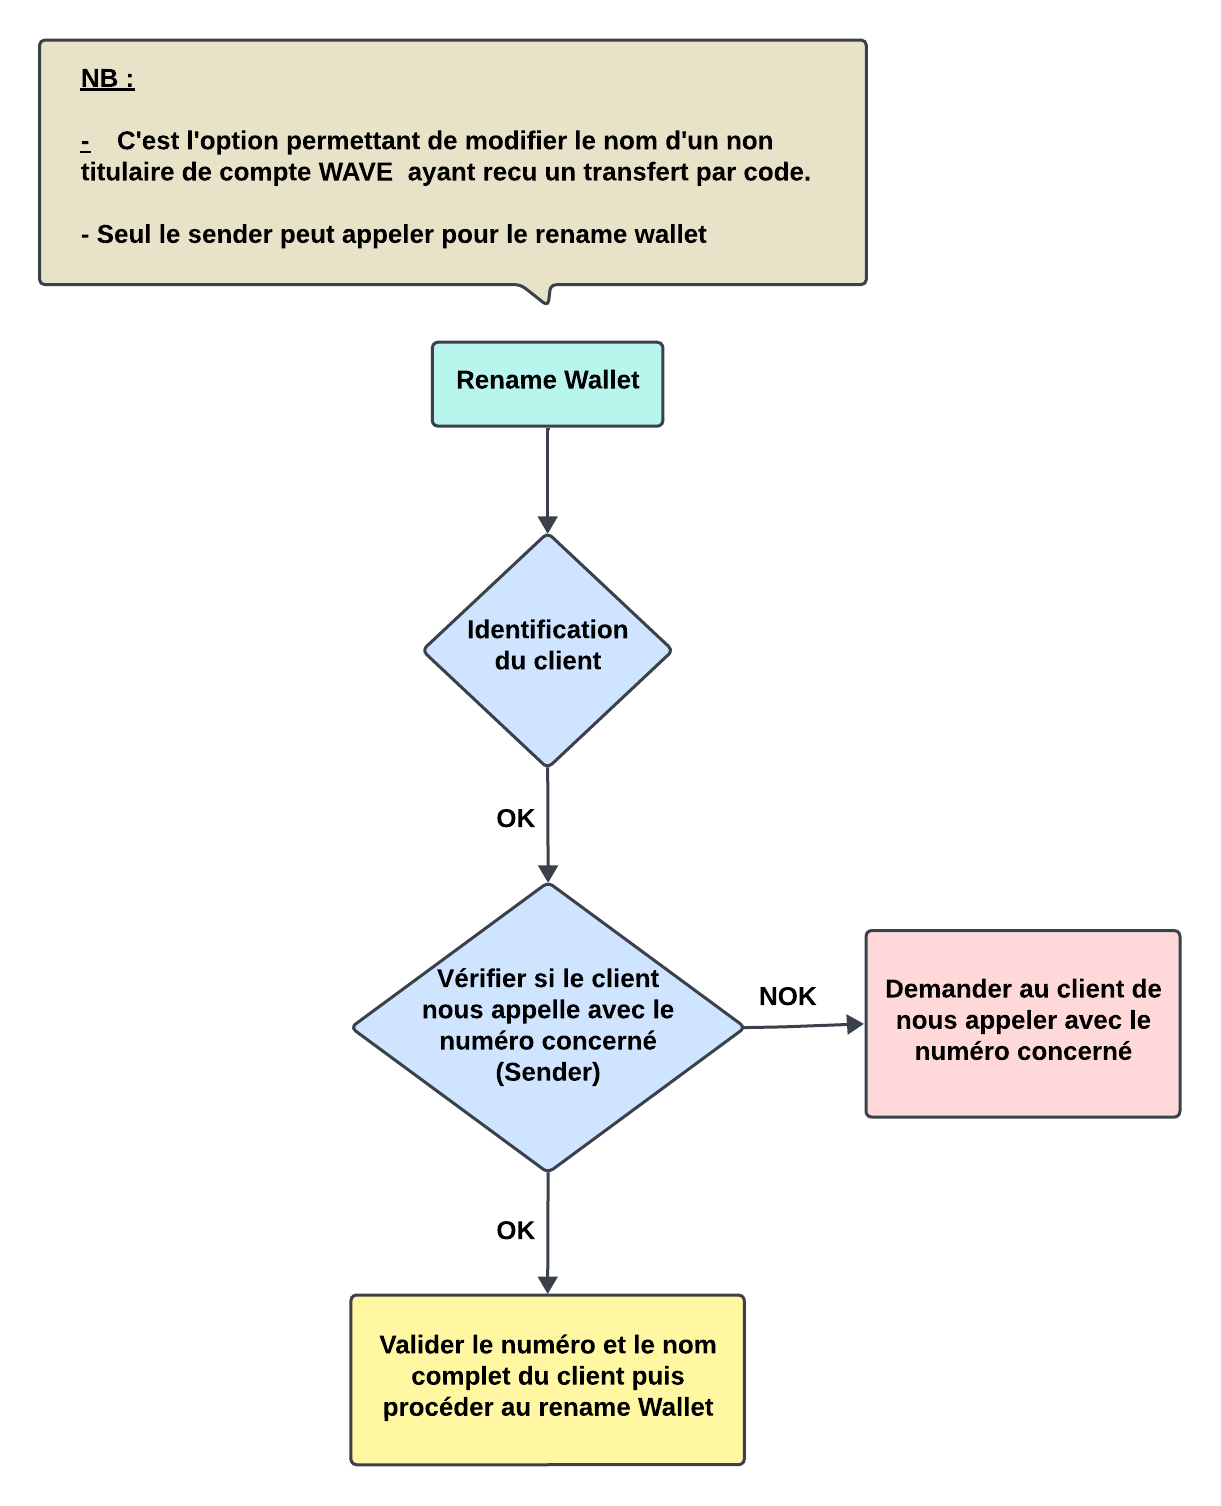 NB :
-    C'est l'option permettant de modifier le nom d'un non
titulaire de compte WAVE  ayant recu un transfert par code.
- Seul le sender peut appeler pour le rename wallet
Rename Wallet
Identification
du client
OK
Vérifier si le client
nous appelle avec le
numéro concerné
(Sender)
NOK
Demander au client de
nous appeler avec le
numéro concerné
OK
Valider le numéro et le nom
complet du client puis
procéder au rename Wallet